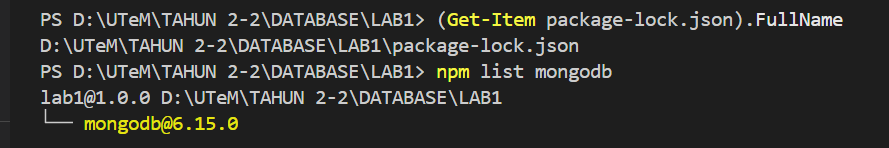 PS D:\UTeM\TAHUN 2-2\DATABASE\LAB1> (Get-Item package-lock.json).FullName
D:\UTeM\TAHUN 2-2\DATABASE\LAB1\package-lock.json
PS D:\UTeM\TAHUN 2-2\DATABASE\LAB1> npm list mongodb
lab1@1.0.0 D:\UTeM\TAHUN 2-2\DATABASE\LAB1
└── mongodb@6.15.0